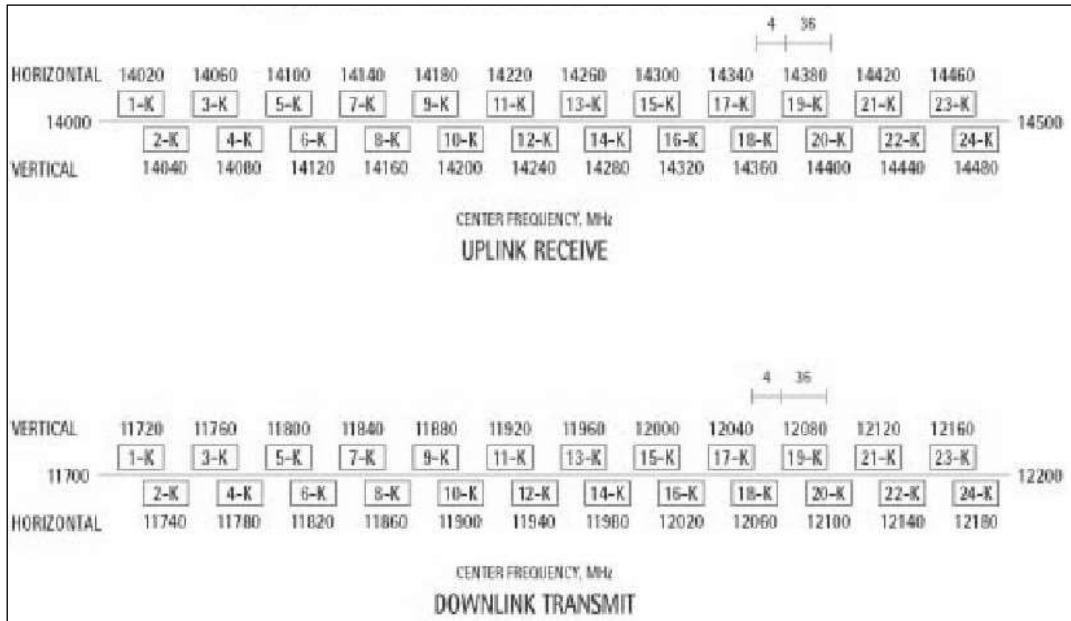 4 36
HORIZONTAL 14020 14060 14100 14140 14180 14220 14260 14300 14340 14380 14420 14460
1-K 3-K 5-K 7-K 9-K 11-K 13-K 15-K 17-K 19-K 21-K 23-K
14000 14500
2-K 4-K 6-K 8-K 10-K 12-K 14-K 16-K 18-K 20-K 22-K 24-K
VERTICAL 14040 14080 14120 14160 14200 14240 14280 14320 14360 14400 14440 14480
CENTER FREQUENCY, MHz
UPLINK RECEIVE
4 36
VERTICAL 11720 11760 11800 11840 11880 11920 11960 12000 12040 12080 12120 12160
1-K 3-K 5-K 7-K 9-K 11-K 13-K 15-K 17-K 19-K 21-K 23-K
11700 12200
2-K 4-K 6-K 8-K 10-K 12-K 14-K 16-K 18-K 20-K 22-K 24-K
HORIZONTAL 11740 11780 11820 11860 11900 11940 11980 12020 12060 12100 12140 12180
CENTER FREQUENCY, MHz
DOWNLINK TRANSMIT